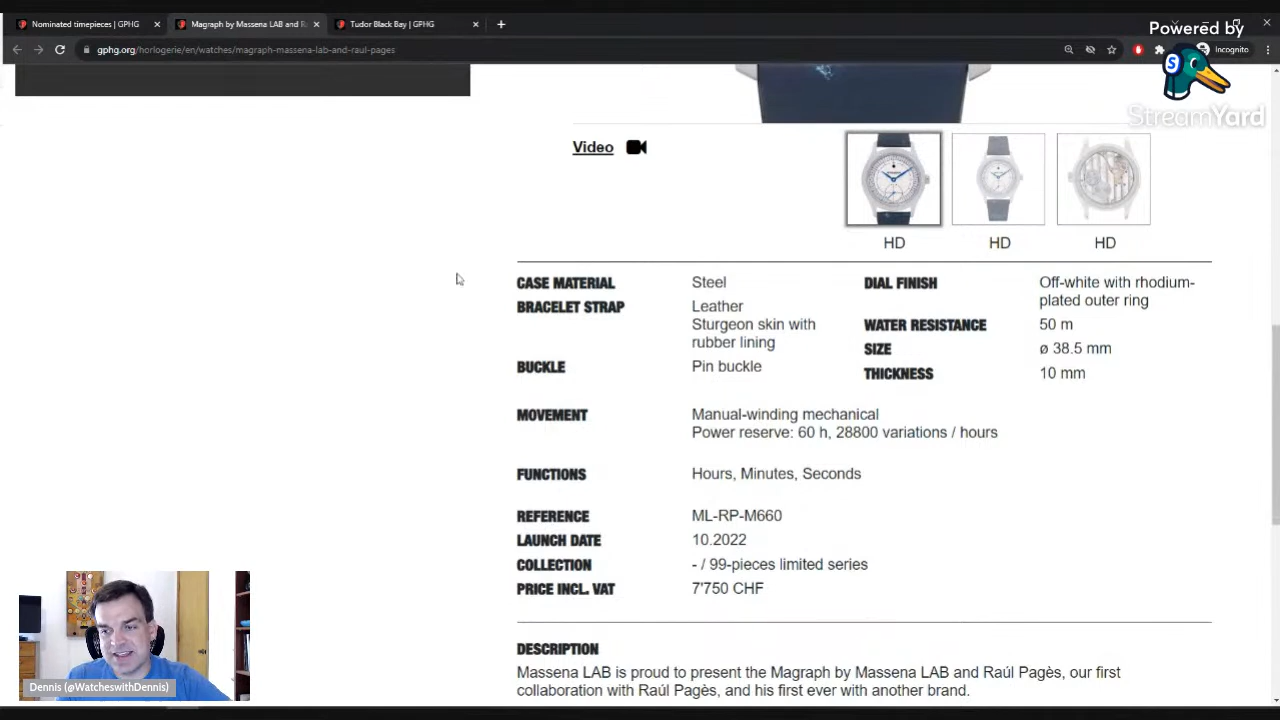 Nominated timepieces | GPHG
Magraph by Massena LAB and R
Tudor Black Bay | GPHG
gphg.org/horlogerie/en/watches/magraph-massena-lab-and-raul-pages
Incognito
Powered by
S
StreamYard
Video
HD
HD
HD
CASE MATERIAL Steel
BRACELET STRAP Leather
Sturgeon skin with
rubber lining
BUCKLE Pin buckle
DIAL FINISH Off-white with rhodium-
plated outer ring
WATER RESISTANCE 50 m
SIZE ø 38.5 mm
THICKNESS 10 mm
MOVEMENT Manual-winding mechanical
Power reserve: 60 h, 28800 variations / hours
FUNCTIONS Hours, Minutes, Seconds
REFERENCE ML-RP-M660
LAUNCH DATE 10.2022
COLLECTION - / 99-pieces limited series
PRICE INCL. VAT 7'750 CHF
DESCRIPTION
Massena LAB is proud to present the Magraph by Massena LAB and Raúl Pagès, our first
collaboration with Raúl Pagès, and his first ever with another brand.
Dennis (@WatcheswithDennis)